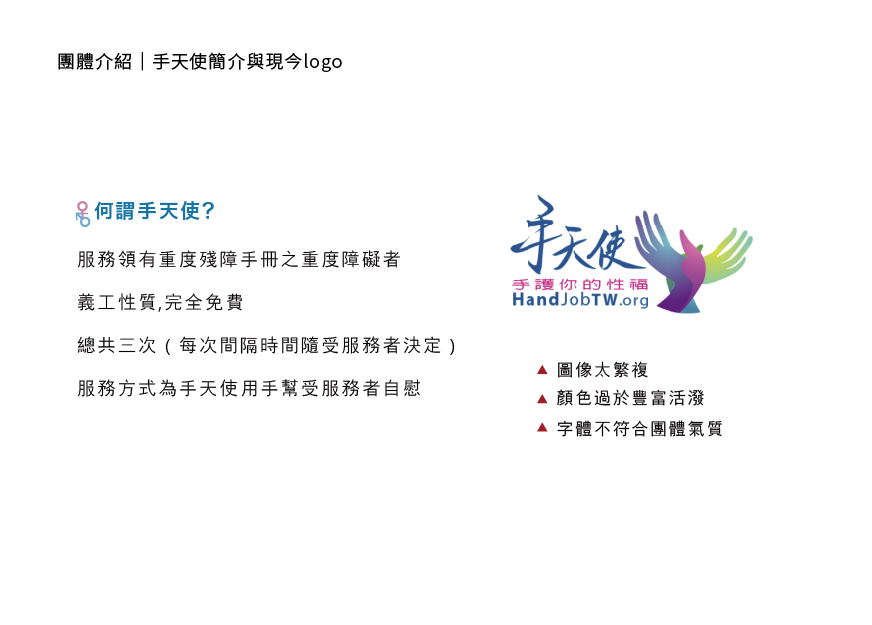 團體介紹｜手天使簡介與現今logo
何謂手天使?
服務領有重度殘障手冊之重度障礙者
義工性質,完全免費
總共三次(每次間隔時間隨受服務者決定)
服務方式為手天使用手幫受服務者自慰
手天使
手護你的性福
HandJobTW.org
▲ 圖像太繁複
▲ 顏色過於豐富活潑
▲ 字體不符合團體氣質